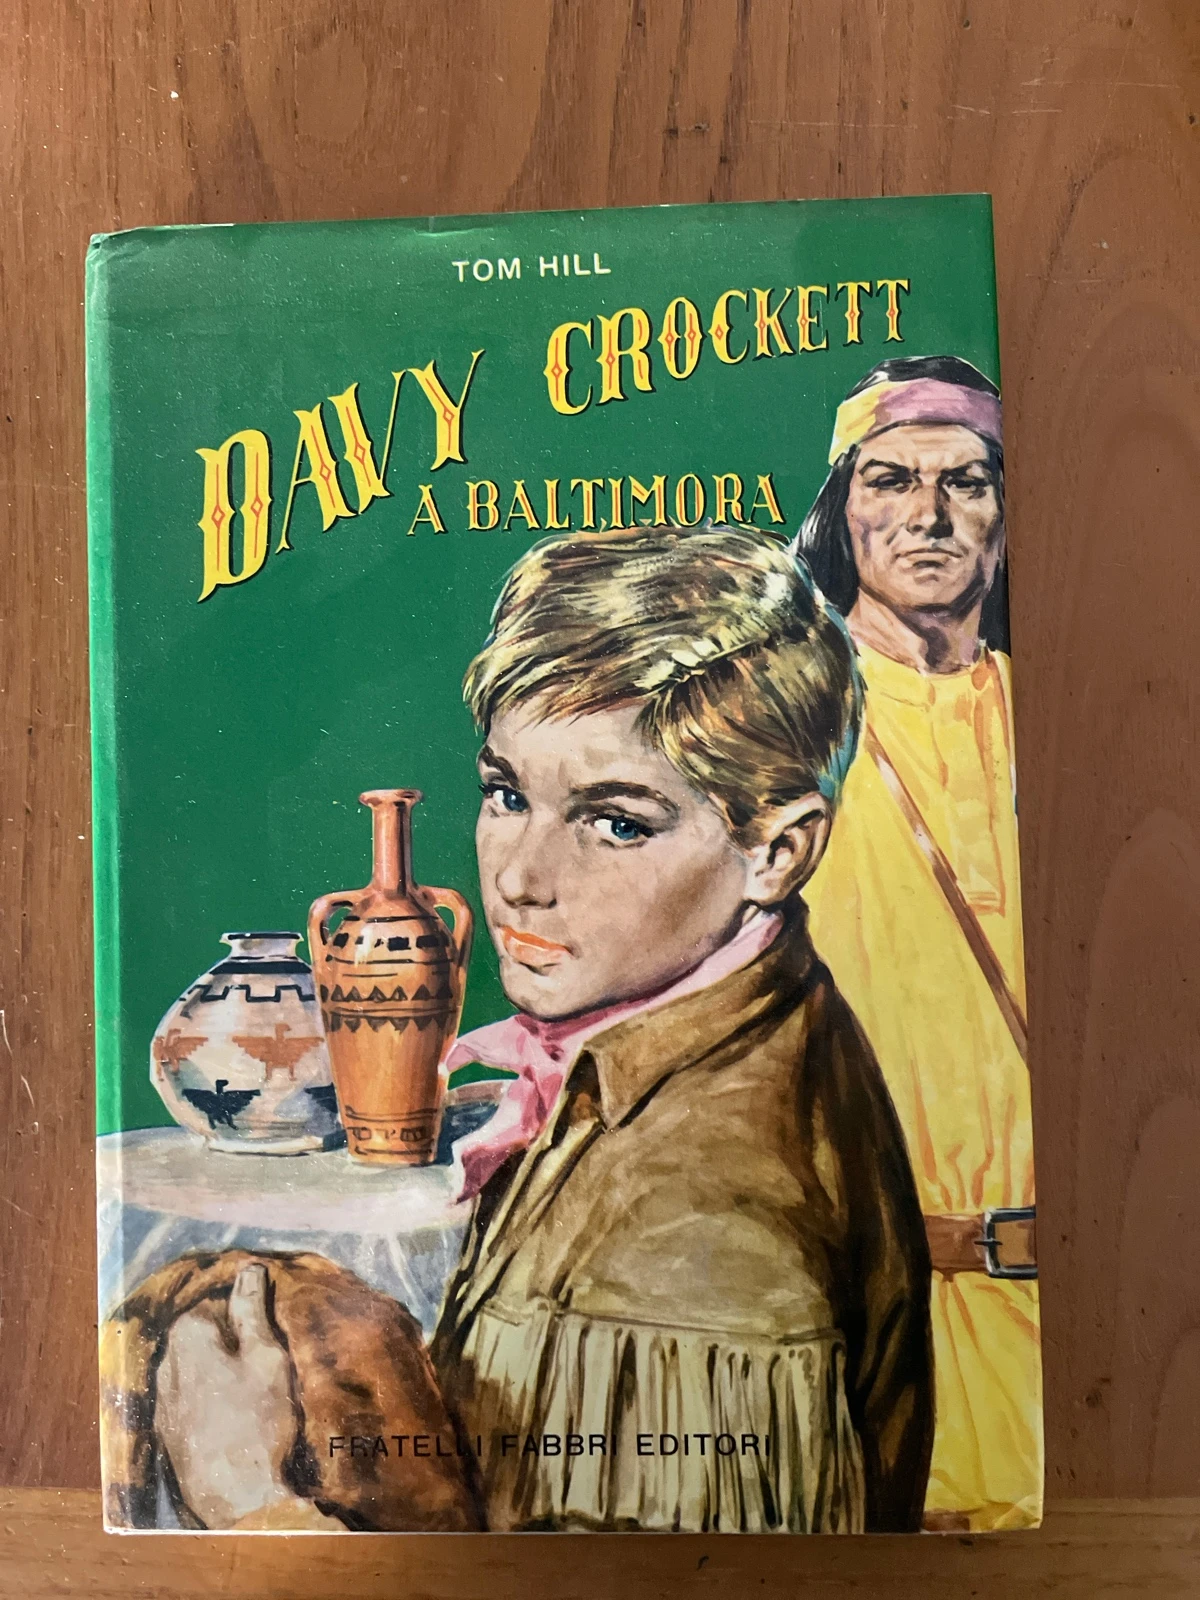 TOM HILL
DAVY CROCKETT
A BALTIMORA
FRATELLI FABBRI EDITORI